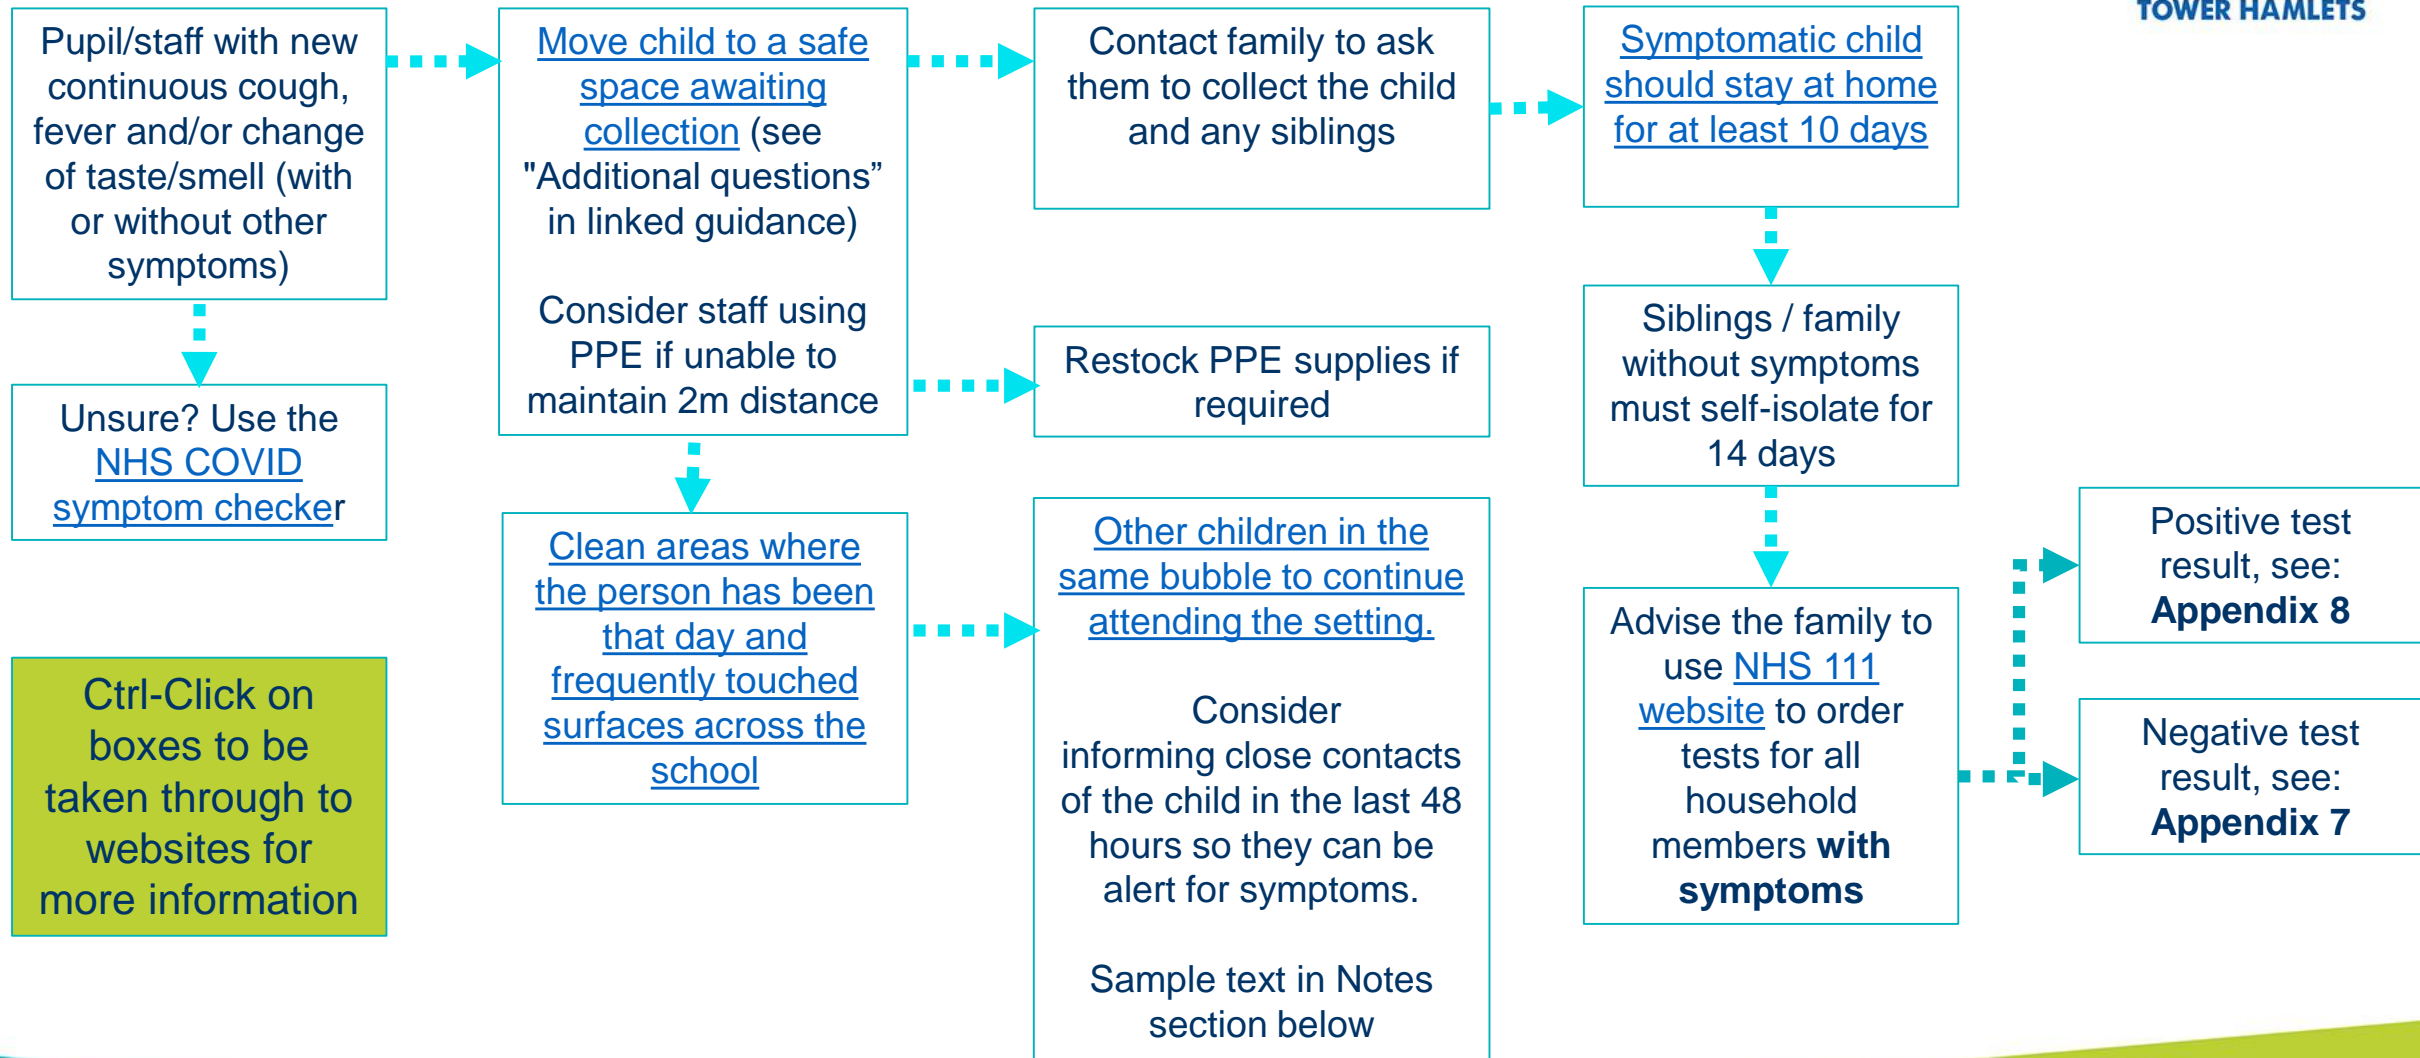 TOWER HAMLETS
Pupil/staff with new
continuous cough,
fever and/or change
of taste/smell (with
or without other
symptoms)
Unsure? Use the
NHS COVID
symptom checker
Ctrl-Click on
boxes to be
taken through to
websites for
more information
Move child to a safe
space awaiting
collection (see
"Additional questions”
in linked guidance)
Consider staff using
PPE if unable to
maintain 2m distance
Clean areas where
the person has been
that day and
frequently touched
surfaces across the
school
Contact family to ask
them to collect the child
and any siblings
Restock PPE supplies if
required
Other children in the
same bubble to continue
attending the setting.
Consider
informing close contacts
of the child in the last 48
hours so they can be
alert for symptoms.
Sample text in Notes
section below
Symptomatic child
should stay at home
for at least 10 days
Siblings / family
without symptoms
must self-isolate for
14 days
Advise the family to
use NHS 111
website to order
tests for all
household
members with
symptoms
Positive test
result, see:
Appendix 8
Negative test
result, see:
Appendix 7